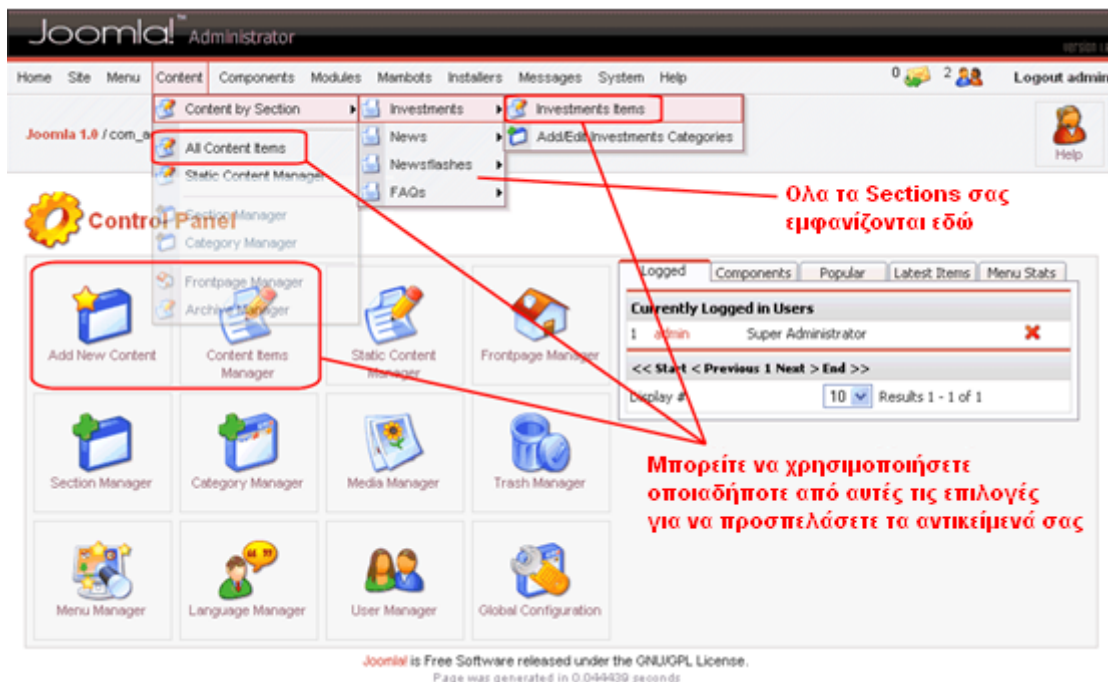 Joomla!™ Administrator
Home Site Menu Content Components Modules Mambots Installers Messages System Help 0 2 Logout admin
Content by Section
All Content Items
Static Content Manager
Section Manager
Category Manager
Frontpage Manager
Archive Manager
Investments
News
Newsflashes
FAQs
Investments Items
Add/Edit Investments Categories
Joomla 1.0 /
Help
Ολα τα Sections σας
εμφανίζονται εδώ
Control Panel
Add New Content
Content Items
Manager
Static Content
Manager
Frontpage Manager
Section Manager
Category Manager
Media Manager
Trash Manager
Menu Manager
Language Manager
User Manager
Global Configuration
Logged Components Popular Latest Items Menu Stats
Currently Logged in Users
1 admin Super Administrator
<< Start < Previous 1 Next > End >>
Display # 10 Results 1 - 1 of 1
Μπορείτε να χρησιμοποιήσετε
οποιαδήποτε από αυτές τις επιλογές
για να προσπελάσετε τα αντικείμενά σας
Joomla! is Free Software released under the GNU/GPL License.
Page was generated in 0.044439 seconds